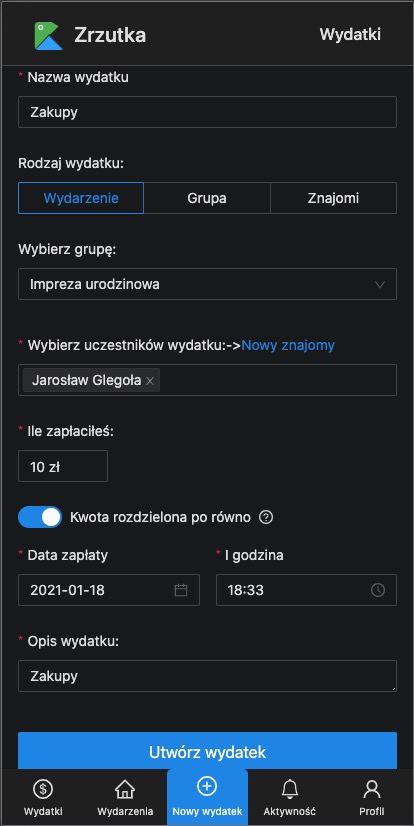 Zrzutka Wydatki
* Nazwa wydatku
Zakupy
Rodzaj wydatku:
Wydarzenie Grupa Znajomi
Wybierz grupę:
Impreza urodzinowa
* Wybierz uczestników wydatku:->Nowy znajomy
Jarosław Glegoła
* Ile zapłaciłeś:
10 zł
Kwota rozdzielona po równo
* Data zapłaty * I godzina
2021-01-18 18:33
* Opis wydatku:
Zakupy
Utwórz wydatek
Wydatki Wydarzenia Nowy wydatek Aktywność Profil